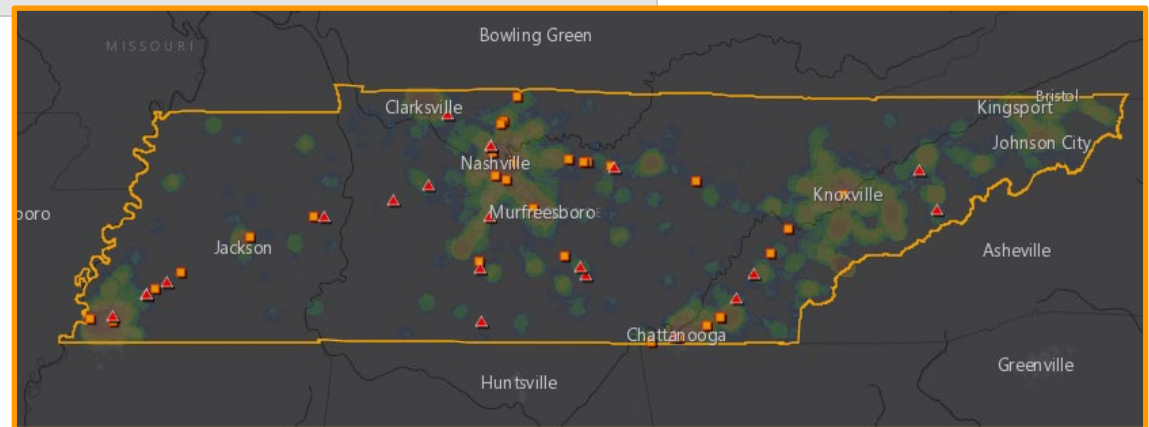 Bowling Green
MISSOURI
Clarksville
Bristol
Kingsport
Johnson City
Nashville
Knoxville
boro
Murfreesboro
Jackson
Asheville
Chattanooga
Greenville
Huntsville